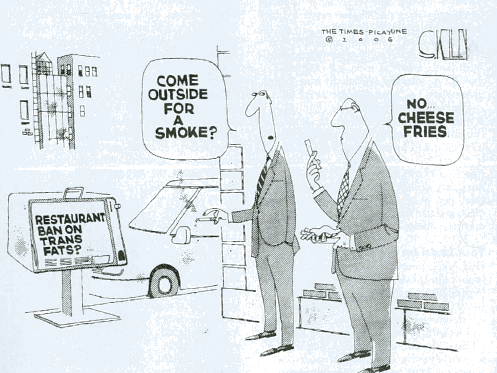 THE TIMES-PICAYUNE
© 2006
COME
OUTSIDE
FOR
A
SMOKE?
NO...
CHEESE
FRIES
RESTAURANT
BAN ON
TRANS
FATS?